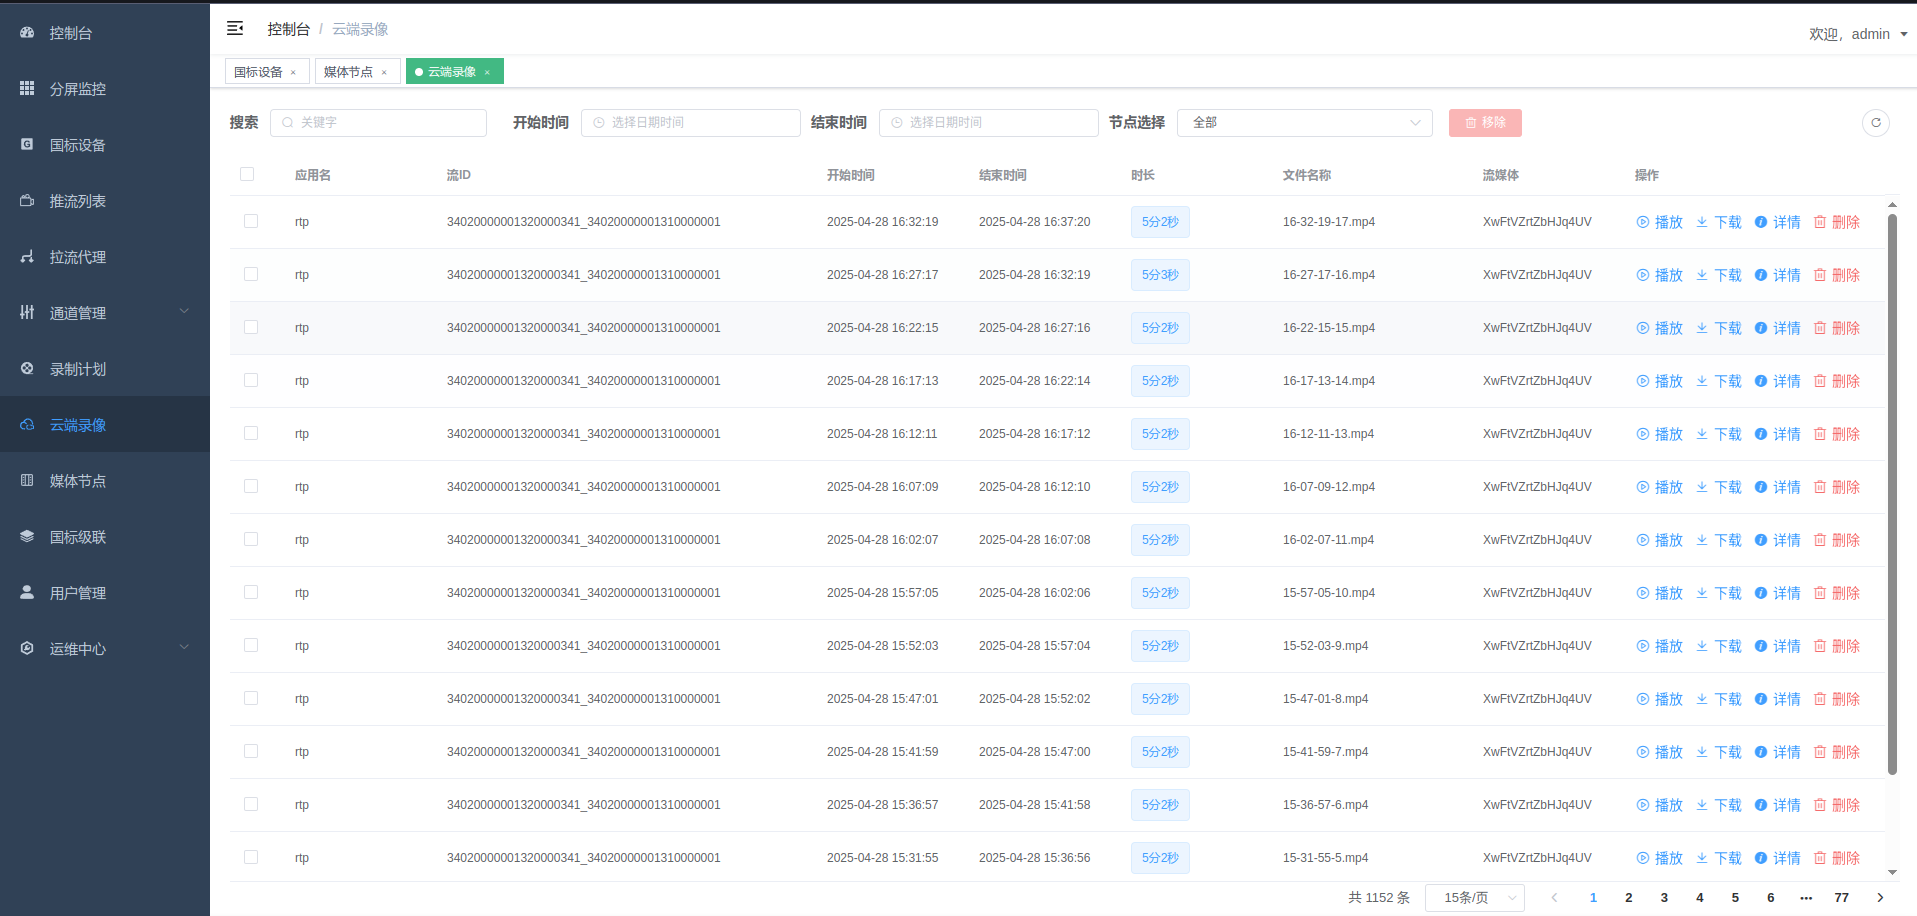 控制台
分屏监控
国标设备
推流列表
拉流代理
通道管理
录制计划
云端录像
媒体节点
国标级联
用户管理
运维中心
控制台 / 云端录像
欢迎，admin
国标设备 × 媒体节点 × 云端录像 ×
搜索 关键字 开始时间 选择日期时间 结束时间 选择日期时间 节点选择 全部 移除
应用名 流ID 开始时间 结束时间 时长 文件名称 流媒体 操作
rtp 34020000001320000341_34020000001310000001 2025-04-28 16:32:19 2025-04-28 16:37:20 5分2秒 16-32-19-17.mp4 XwFtVZrtZbHJq4UV 播放 下载 详情 删除
rtp 34020000001320000341_34020000001310000001 2025-04-28 16:27:17 2025-04-28 16:32:19 5分3秒 16-27-17-16.mp4 XwFtVZrtZbHJq4UV 播放 下载 详情 删除
rtp 34020000001320000341_34020000001310000001 2025-04-28 16:22:15 2025-04-28 16:27:16 5分2秒 16-22-15-15.mp4 XwFtVZrtZbHJq4UV 播放 下载 详情 删除
rtp 34020000001320000341_34020000001310000001 2025-04-28 16:17:13 2025-04-28 16:22:14 5分2秒 16-17-13-14.mp4 XwFtVZrtZbHJq4UV 播放 下载 详情 删除
rtp 34020000001320000341_34020000001310000001 2025-04-28 16:12:11 2025-04-28 16:17:12 5分2秒 16-12-11-13.mp4 XwFtVZrtZbHJq4UV 播放 下载 详情 删除
rtp 34020000001320000341_34020000001310000001 2025-04-28 16:07:09 2025-04-28 16:12:10 5分2秒 16-07-09-12.mp4 XwFtVZrtZbHJq4UV 播放 下载 详情 删除
rtp 34020000001320000341_34020000001310000001 2025-04-28 16:02:07 2025-04-28 16:07:08 5分2秒 16-02-07-11.mp4 XwFtVZrtZbHJq4UV 播放 下载 详情 删除
rtp 34020000001320000341_34020000001310000001 2025-04-28 15:57:05 2025-04-28 16:02:06 5分2秒 15-57-05-10.mp4 XwFtVZrtZbHJq4UV 播放 下载 详情 删除
rtp 34020000001320000341_34020000001310000001 2025-04-28 15:52:03 2025-04-28 15:57:04 5分2秒 15-52-03-9.mp4 XwFtVZrtZbHJq4UV 播放 下载 详情 删除
rtp 34020000001320000341_34020000001310000001 2025-04-28 15:47:01 2025-04-28 15:52:02 5分2秒 15-47-01-8.mp4 XwFtVZrtZbHJq4UV 播放 下载 详情 删除
rtp 34020000001320000341_34020000001310000001 2025-04-28 15:41:59 2025-04-28 15:47:00 5分2秒 15-41-59-7.mp4 XwFtVZrtZbHJq4UV 播放 下载 详情 删除
rtp 34020000001320000341_34020000001310000001 2025-04-28 15:36:57 2025-04-28 15:41:58 5分2秒 15-36-57-6.mp4 XwFtVZrtZbHJq4UV 播放 下载 详情 删除
rtp 34020000001320000341_34020000001310000001 2025-04-28 15:31:55 2025-04-28 15:36:56 5分2秒 15-31-55-5.mp4 XwFtVZrtZbHJq4UV 播放 下载 详情 删除
共 1152 条 15条/页 1 2 3 4 5 6 ••• 77